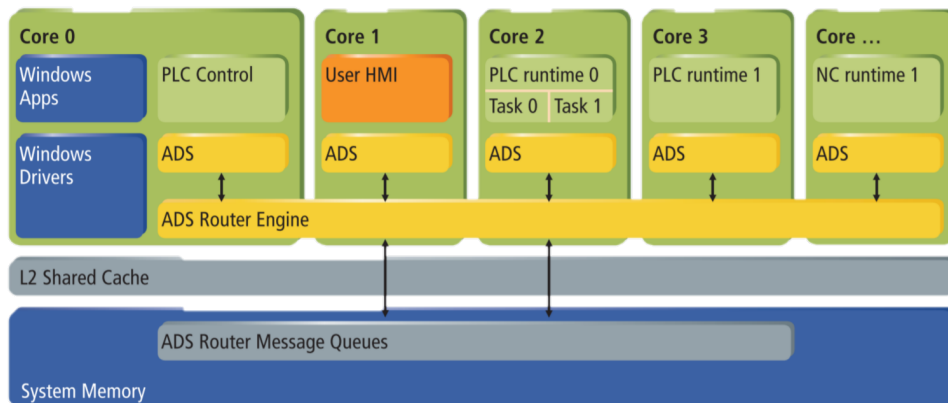 Core 0
Windows
Apps
PLC Control
Windows
Drivers
ADS
Core 1
User HMI
ADS
Core 2
PLC runtime 0
Task 0
Task 1
ADS
Core 3
PLC runtime 1
ADS
Core ...
NC runtime 1
ADS
ADS Router Engine
L2 Shared Cache
ADS Router Message Queues
System Memory